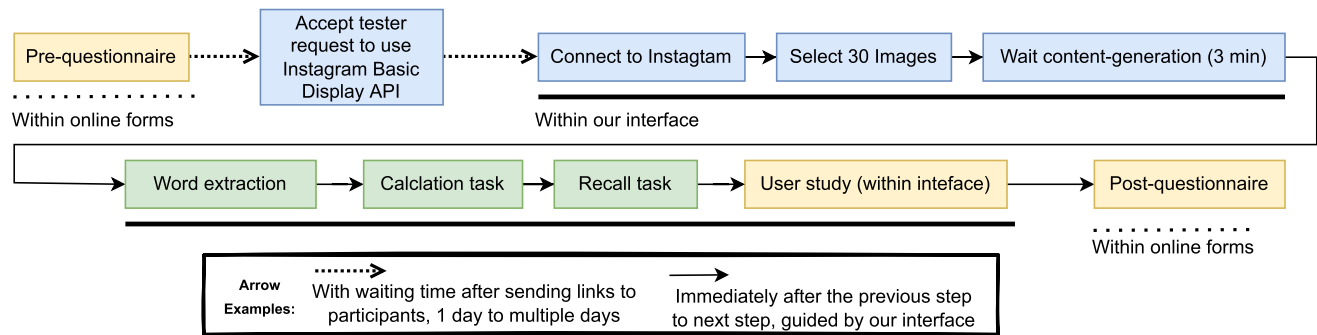 Pre-questionnaire
Accept tester
request to use
Instagram Basic
Display API
Connect to Instagtam
Select 30 Images
Wait content-generation (3 min)
Within online forms
Within our interface
Word extraction
Calclation task
Recall task
User study (within inteface)
Post-questionnaire
Within online forms
Arrow
Examples:
With waiting time after sending links to
participants, 1 day to multiple days
Immediately after the previous step
to next step, guided by our interface